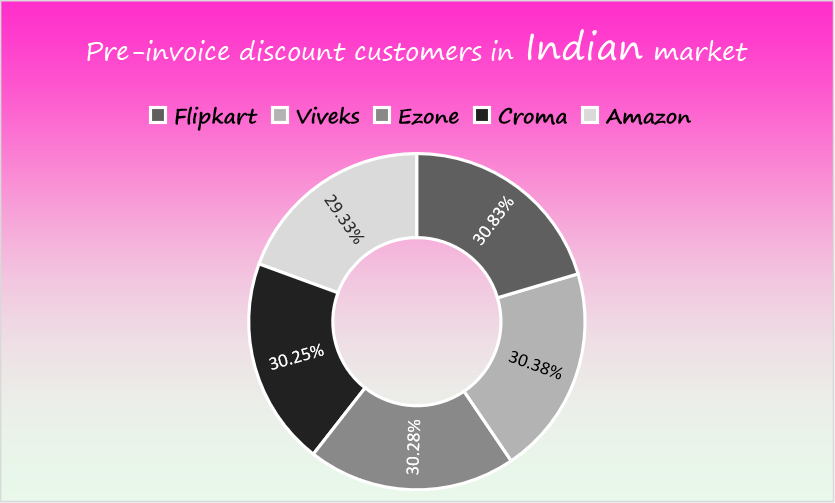 Pre-invoice discount customers in Indian market
Flipkart Viveks Ezone Croma Amazon
29.33% 30.83%
30.25% 30.38%
30.28%